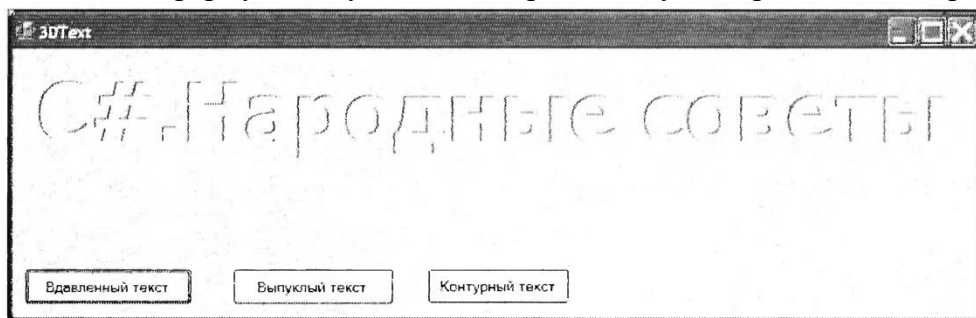 3DText
C#.Народные советы
Вдавленный текст Выпуклый текст Контурный текст